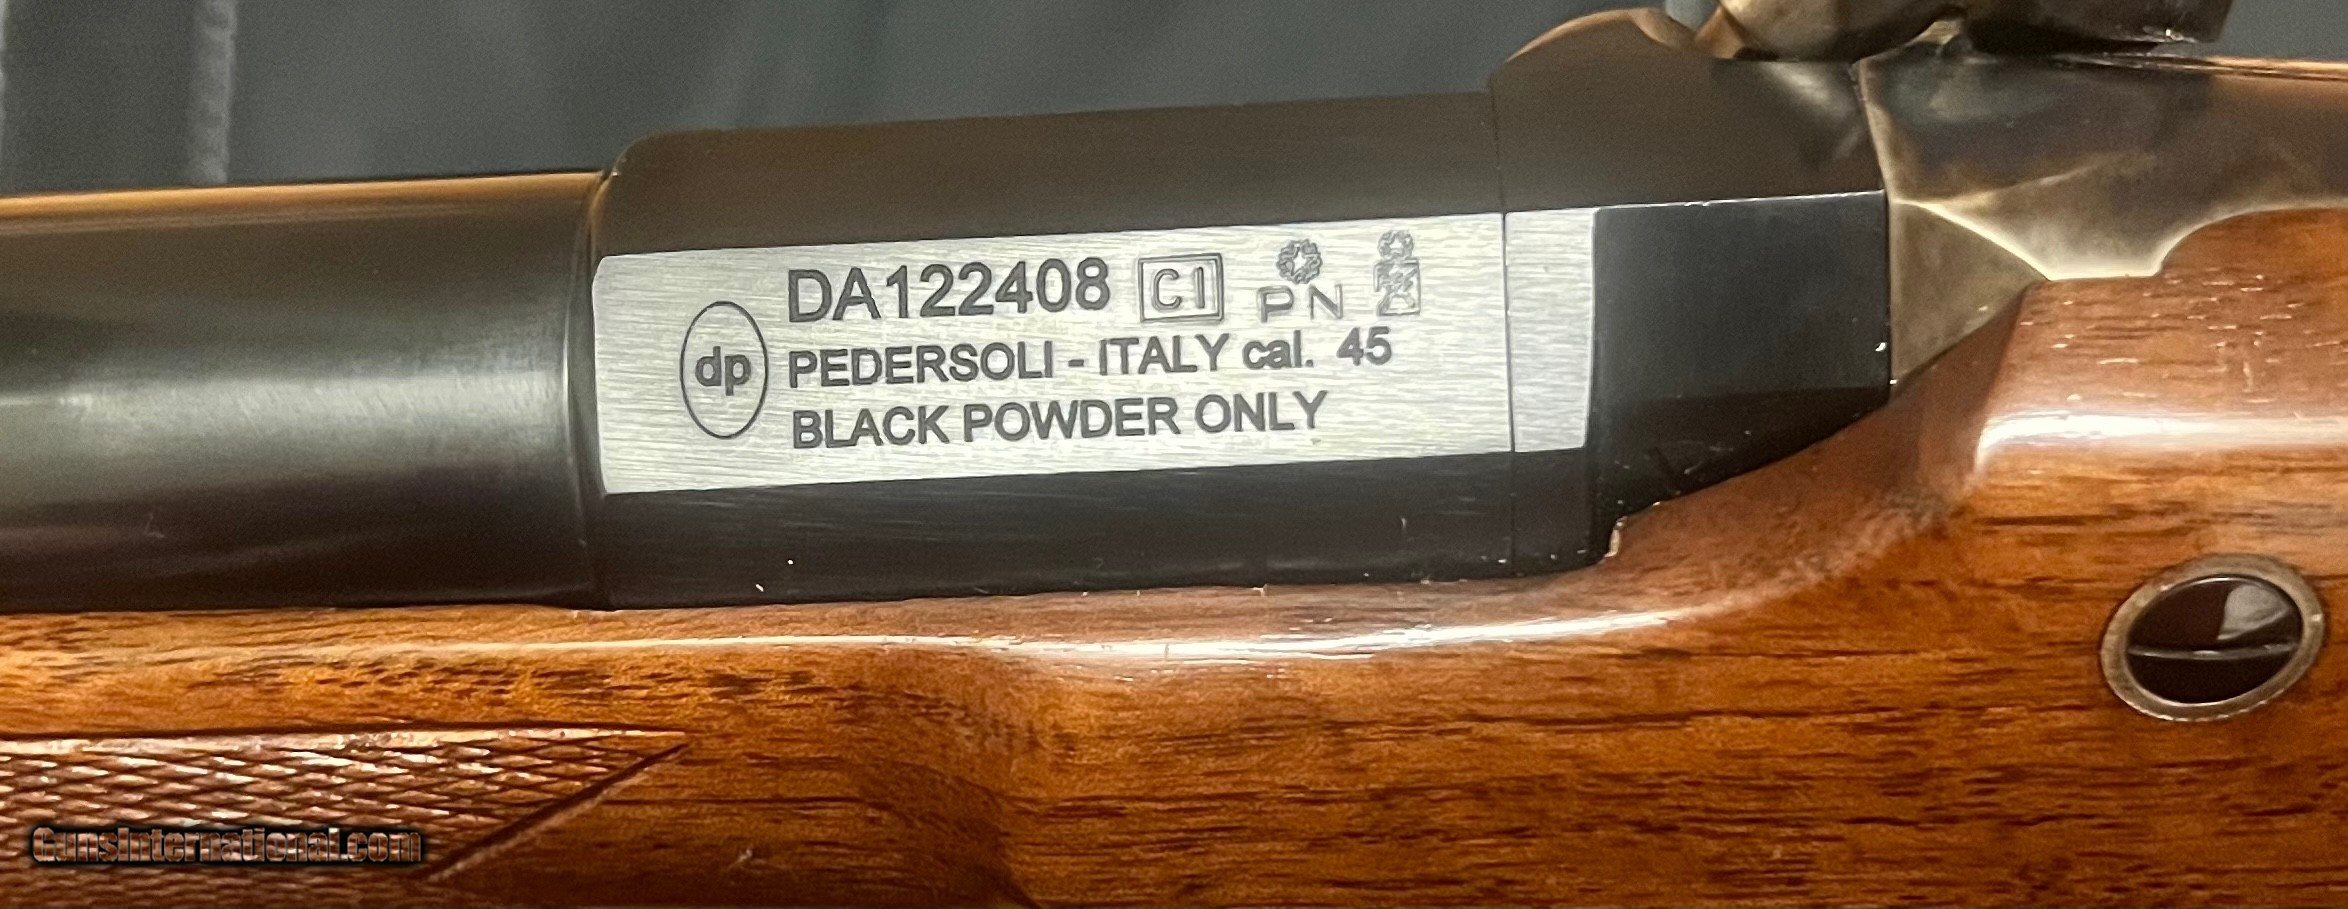 DA122408 CI PN
dp
PEDERSOLI - ITALY cal. 45
BLACK POWDER ONLY
GunsInternational.com